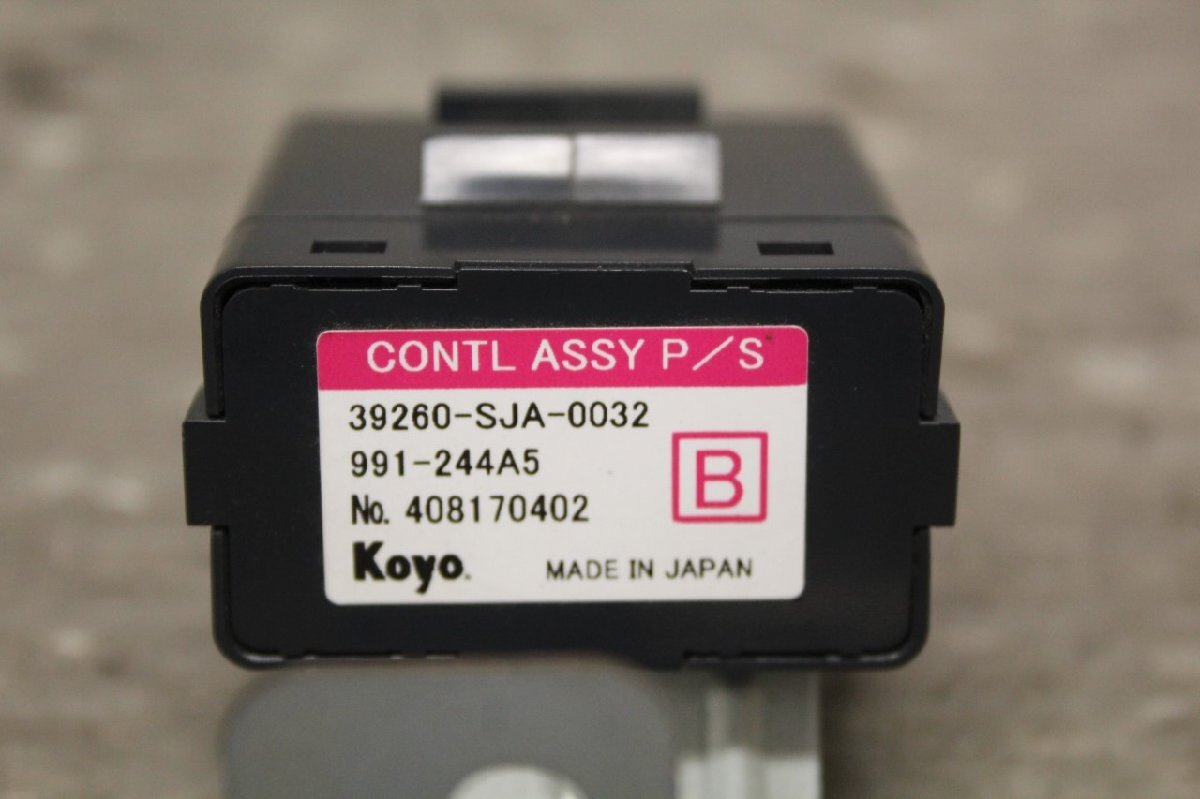 CONTL ASSY P/S
39260-SJA-0032
991-244A5
B
No. 408170402
Koyo. MADE IN JAPAN